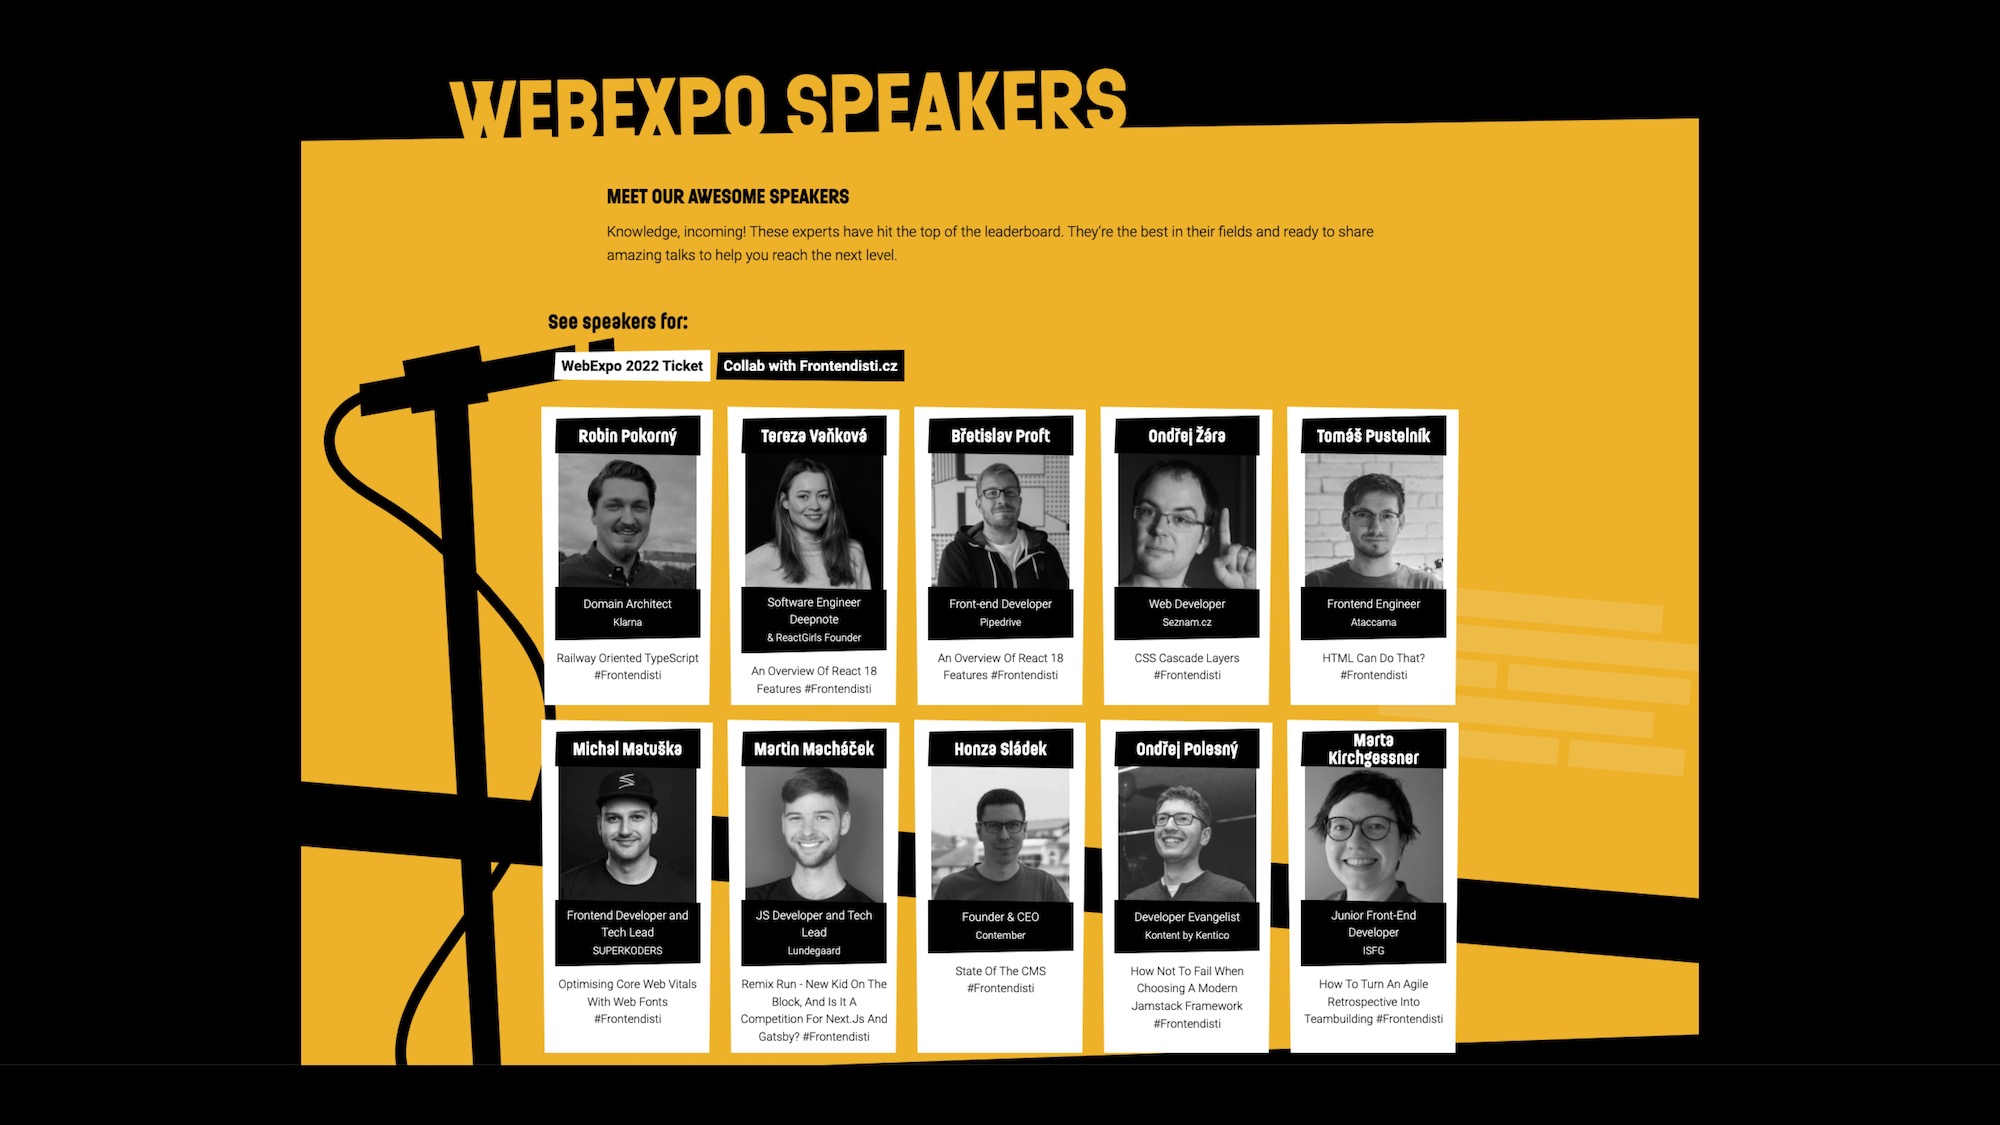 WEBEXPO SPEAKERS
MEET OUR AWESOME SPEAKERS
Knowledge, incoming! These experts have hit the top of the leaderboard. They're the best in their fields and ready to share
amazing talks to help you reach the next level.
See speakers for:
WebExpo 2022 Ticket
Collab with Frontendisti.cz
Robin Pokorný
Domain Architect
Klarna
Railway Oriented TypeScript
#Frontendisti
Tereza Vaňková
Software Engineer
Deepnote
& ReactGirls Founder
An Overview Of React 18
Features #Frontendisti
Břetislav Proft
Front-end Developer
Pipedrive
An Overview Of React 18
Features #Frontendisti
Ondřej Žára
Web Developer
Seznam.cz
CSS Cascade Layers
#Frontendisti
Tomáš Pustelník
Frontend Engineer
Ataccama
HTML Can Do That?
#Frontendisti
Michal Matuška
Frontend Developer and
Tech Lead
SUPERKODERS
Optimising Core Web Vitals
With Web Fonts
#Frontendisti
Martin Macháček
JS Developer and Tech
Lead
Lundegaard
Remix Run - New Kid On The
Block, And Is It A
Competition For Next.Js And
Gatsby? #Frontendisti
Honza Sládek
Founder & CEO
Contember
State Of The CMS
#Frontendisti
Ondřej Polesný
Developer Evangelist
Kontent by Kentico
How Not To Fail When
Choosing A Modern
Jamstack Framework
#Frontendisti
Marta
Kirchgessner
Junior Front-End
Developer
ISFG
How To Turn An Agile
Retrospective Into
Teambuilding #Frontendisti